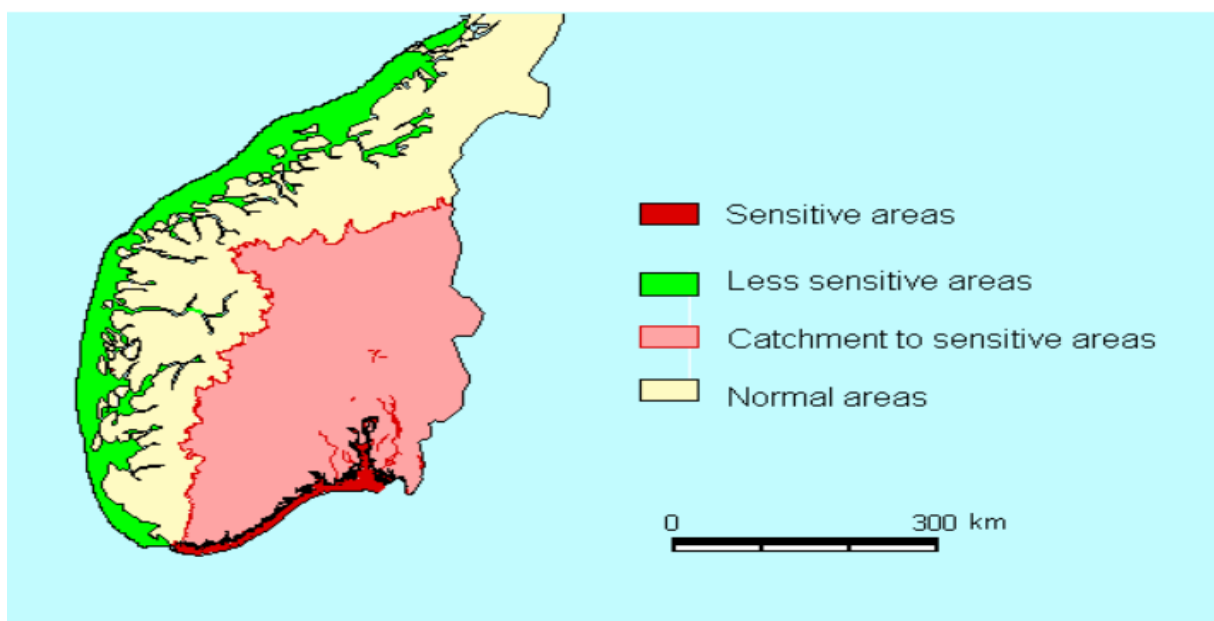 Sensitive areas
Less sensitive areas
Catchment to sensitive areas
Normal areas
0 300 km